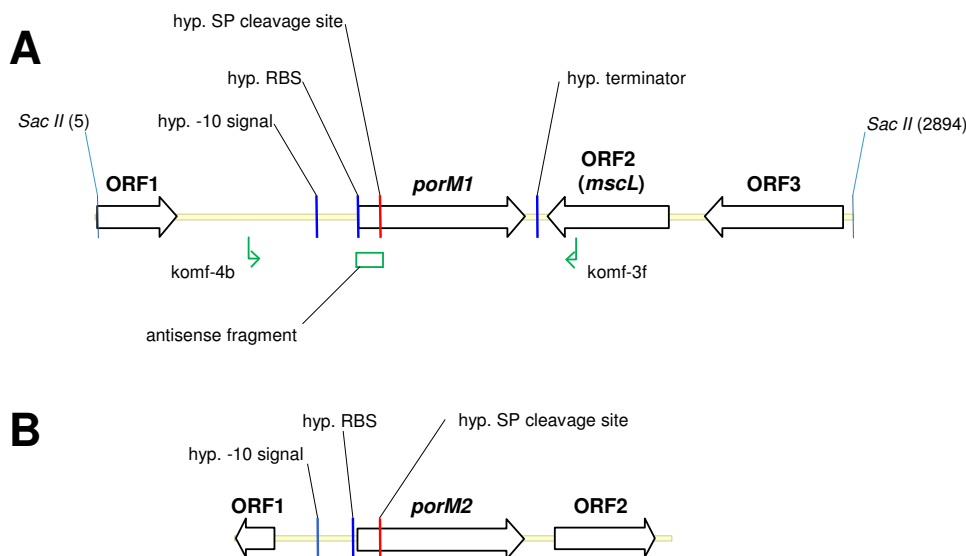 A
hyp. SP cleavage site
hyp. RBS
hyp. terminator
Sac II (5)
hyp. -10 signal
Sac II (2894)
ORF1
porM1
ORF2
(mscL)
ORF3
komf-4b
komf-3f
antisense fragment
B
hyp. RBS
hyp. SP cleavage site
hyp. -10 signal
ORF1
porM2
ORF2